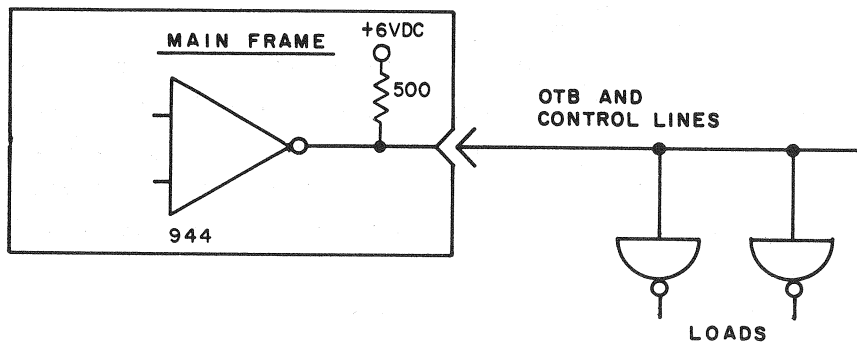 MAIN FRAME
+6VDC
500
944
OTB AND
CONTROL LINES
LOADS